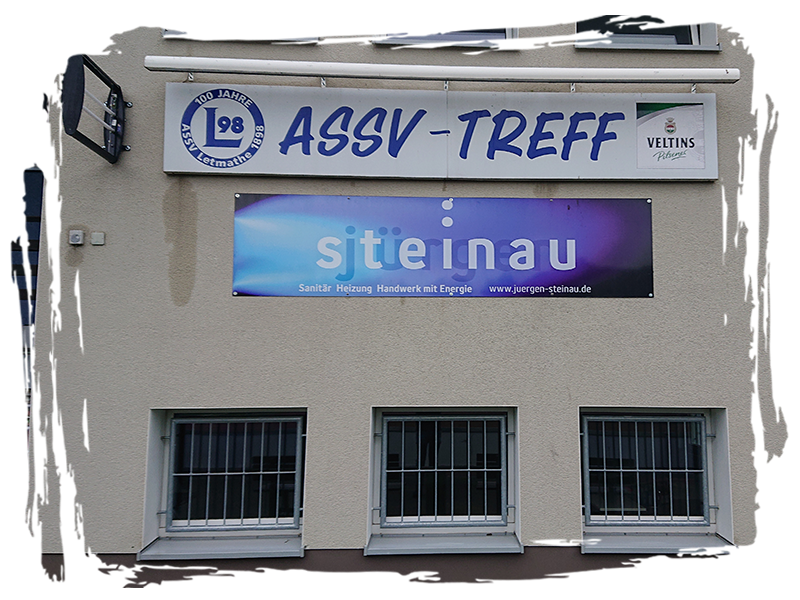 100 JAHRE
L98
ASSV Letmathe 1898
ASSV-TREFF
VELTINS
Pilsener
steinau
jürgen
Sanitär Heizung Handwerk mit Energie www.juergen-steinau.de